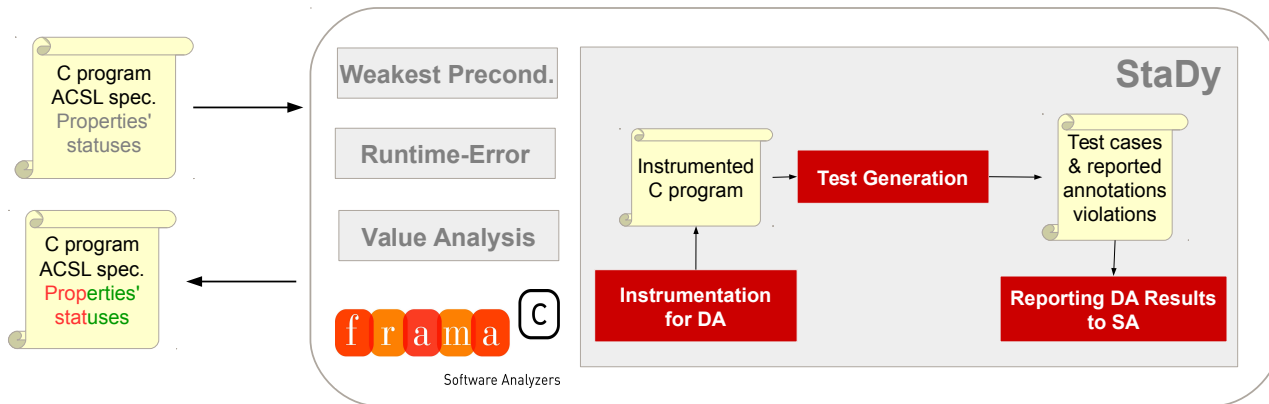 C program
ACSL spec.
Properties'
statuses
C program
ACSL spec.
Properties'
statuses
Weakest Precond.
Runtime-Error
Value Analysis
frama
C
Software Analyzers
StaDy
Instrumented
C program
Test Generation
Test cases
& reported
annotations
violations
Instrumentation
for DA
Reporting DA Results
to SA